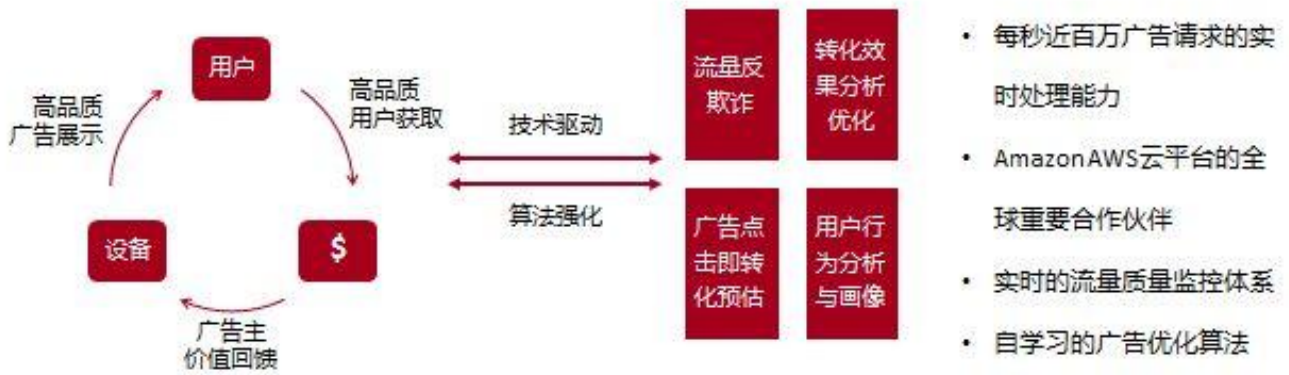 用户
高品质
广告展示
高品质
用户获取
设备
$
广告主
价值回馈
技术驱动
算法强化
流量反
欺诈
转化效
果分析
优化
广告点
击即转
化预估
用户行
为分析
与画像
• 每秒近百万广告请求的实
时处理能力
• Amazon AWS云平台的全
球重要合作伙伴
• 实时的流量质量监控体系
• 自学习的广告优化算法